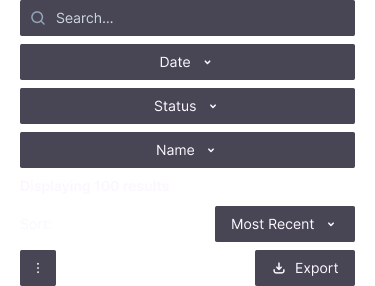 Search...
Date
Status
Name
Displaying 100 results
Sort
Most Recent
Export